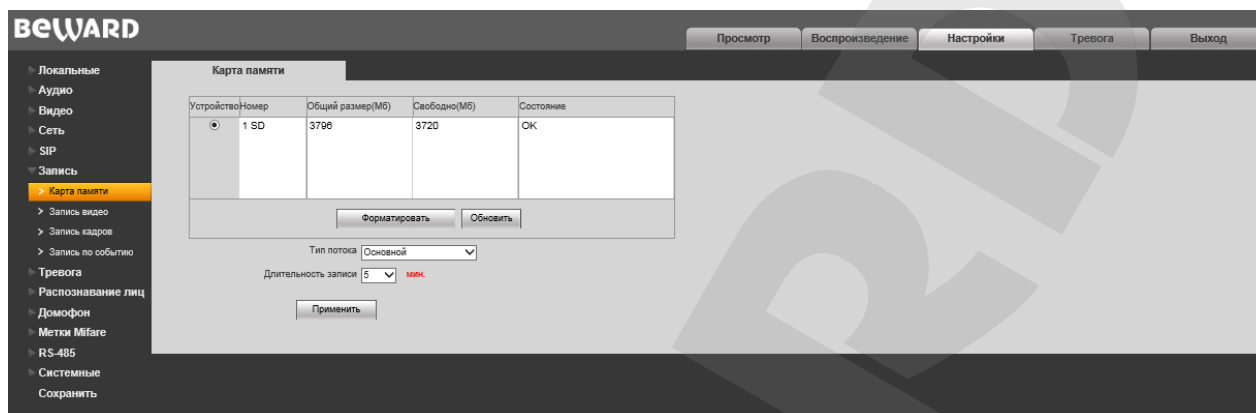 BEWARD
Просмотр Воспроизведение Настройки Тревога Выход
Локальные
Аудио
Видео
Сеть
SIP
Запись
Карта памяти
Запись видео
Запись кадров
Запись по событию
Тревога
Распознавание лиц
Домофон
Метки Mifare
RS-485
Системные
Сохранить
Карта памяти
Устройство Номер Общий размер(Мб) Свободно(Мб) Состояние
1 SD 3796 3720 OK
Форматировать Обновить
Тип потока Основной
Длительность записи 5 мин.
Применить